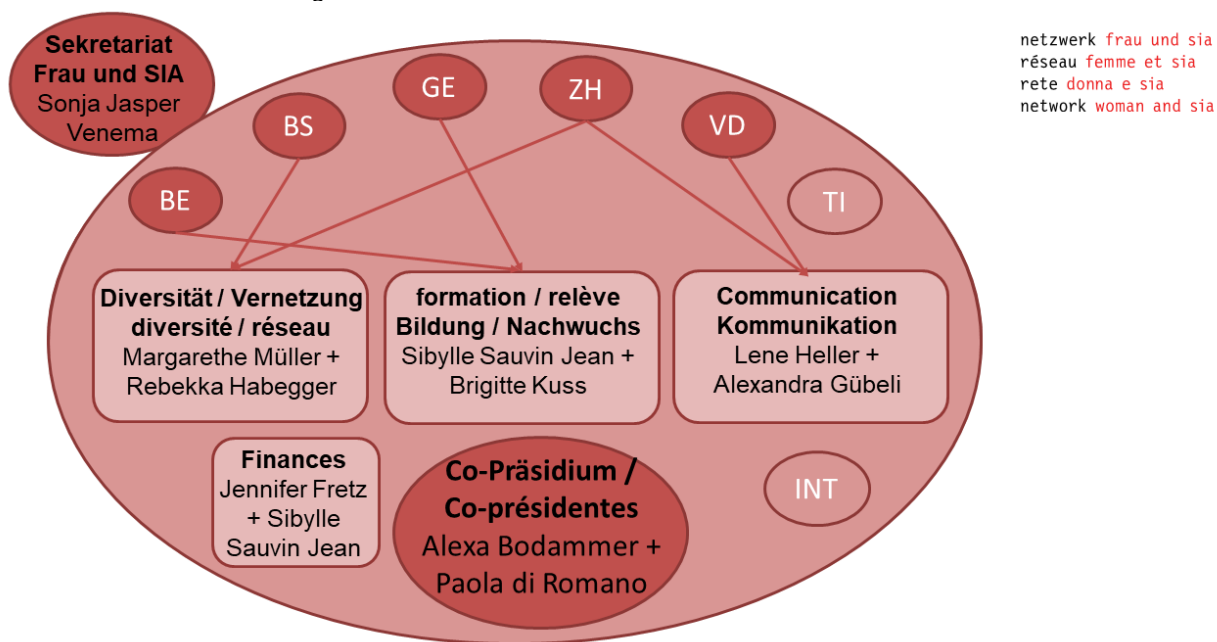 Sekretariat
Frau und SIA
Sonja Jasper
Venema
netzwerk frau und sia
réseau femme et sia
rete donna e sia
network woman and sia
GE
ZH
BS
VD
BE
TI
Diversität / Vernetzung
diversité / réseau
Margarethe Müller +
Rebekka Habegger
formation / relève
Bildung / Nachwuchs
Sibylle Sauvin Jean +
Brigitte Kuss
Communication
Kommunikation
Lene Heller +
Alexandra Gübeli
Finances
Jennifer Fretz
+ Sibylle
Sauvin Jean
Co-Präsidium /
Co-présidentes
Alexa Bodammer +
Paola di Romano
INT